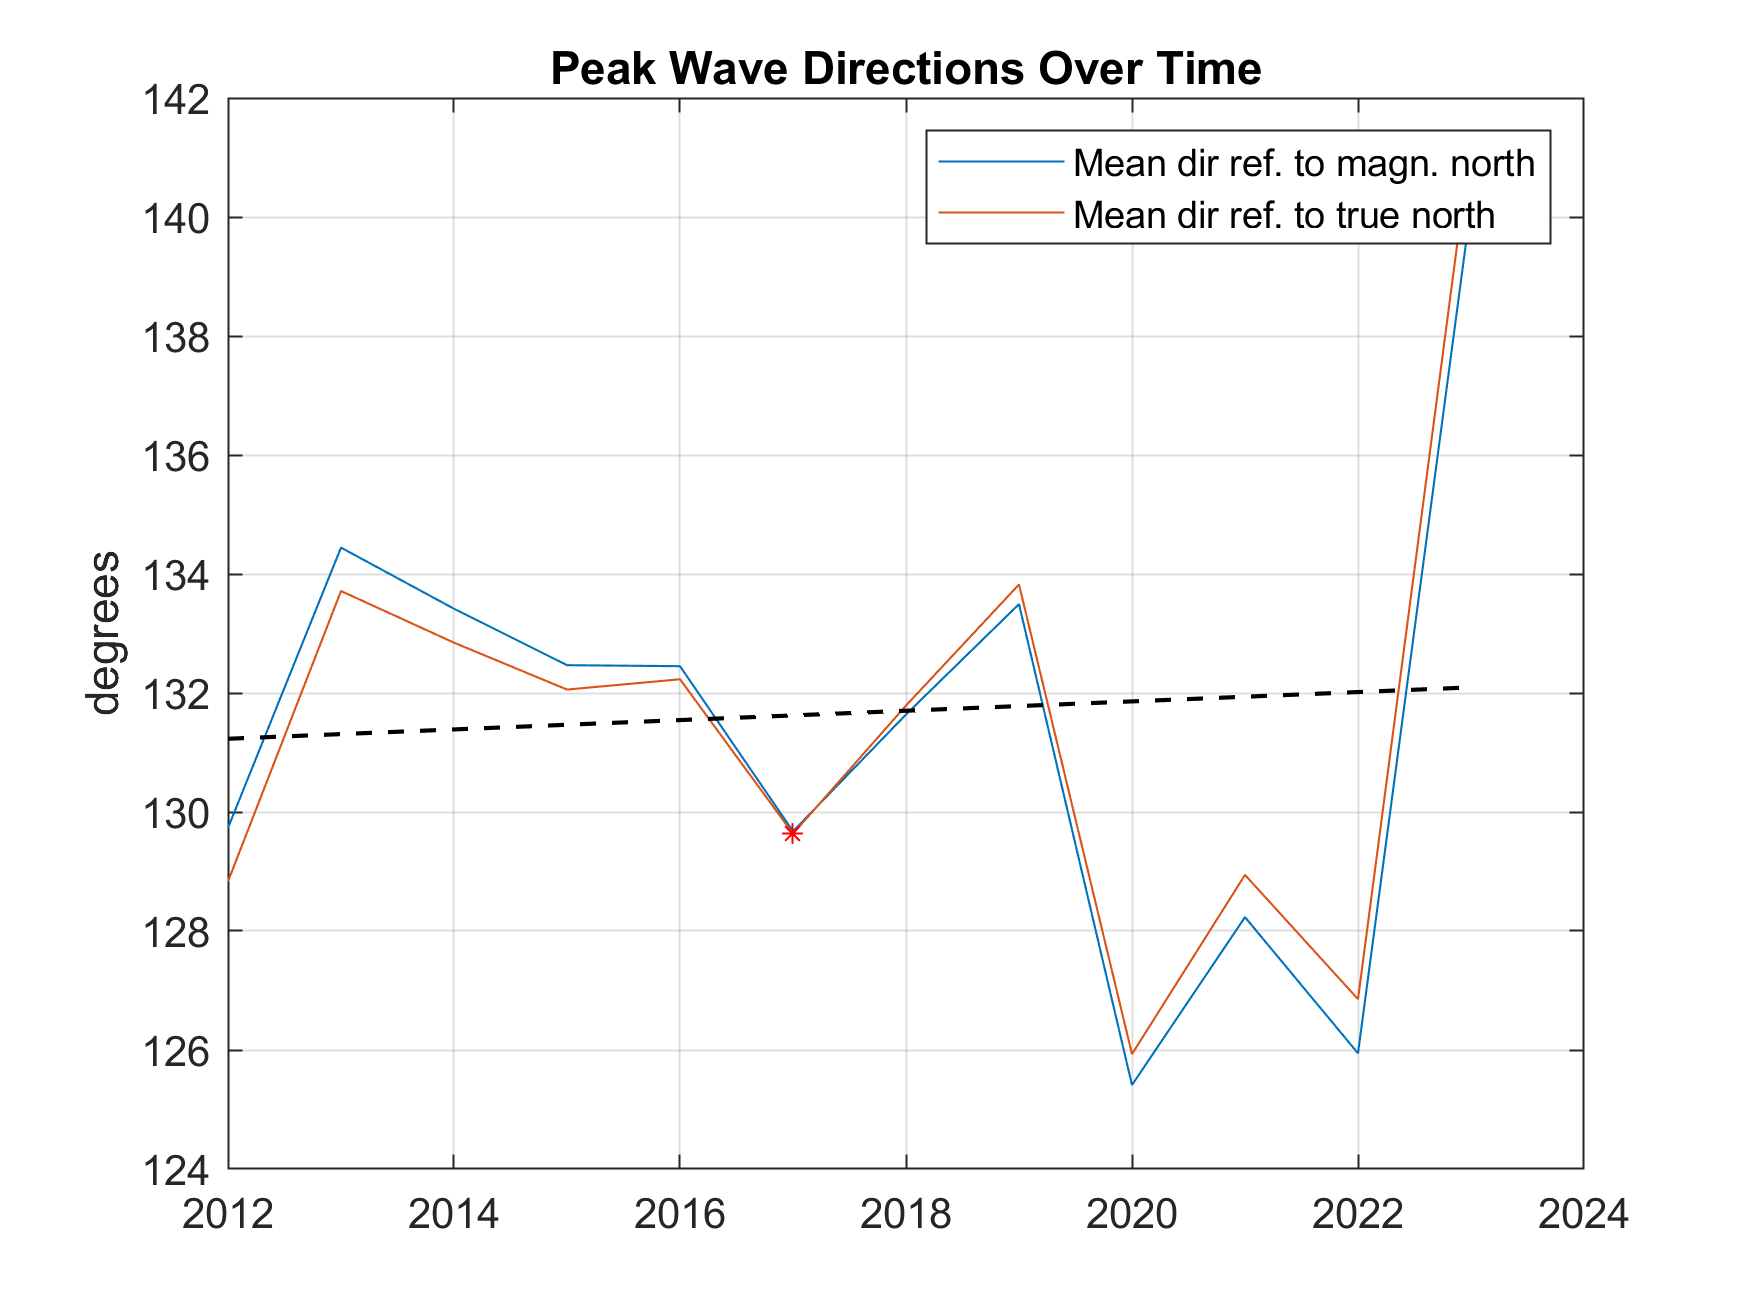 Peak Wave Directions Over Time
142
140
138
136
134
132
130
128
126
124
degrees
Mean dir ref. to magn. north
Mean dir ref. to true north
2012 2014 2016 2018 2020 2022 2024